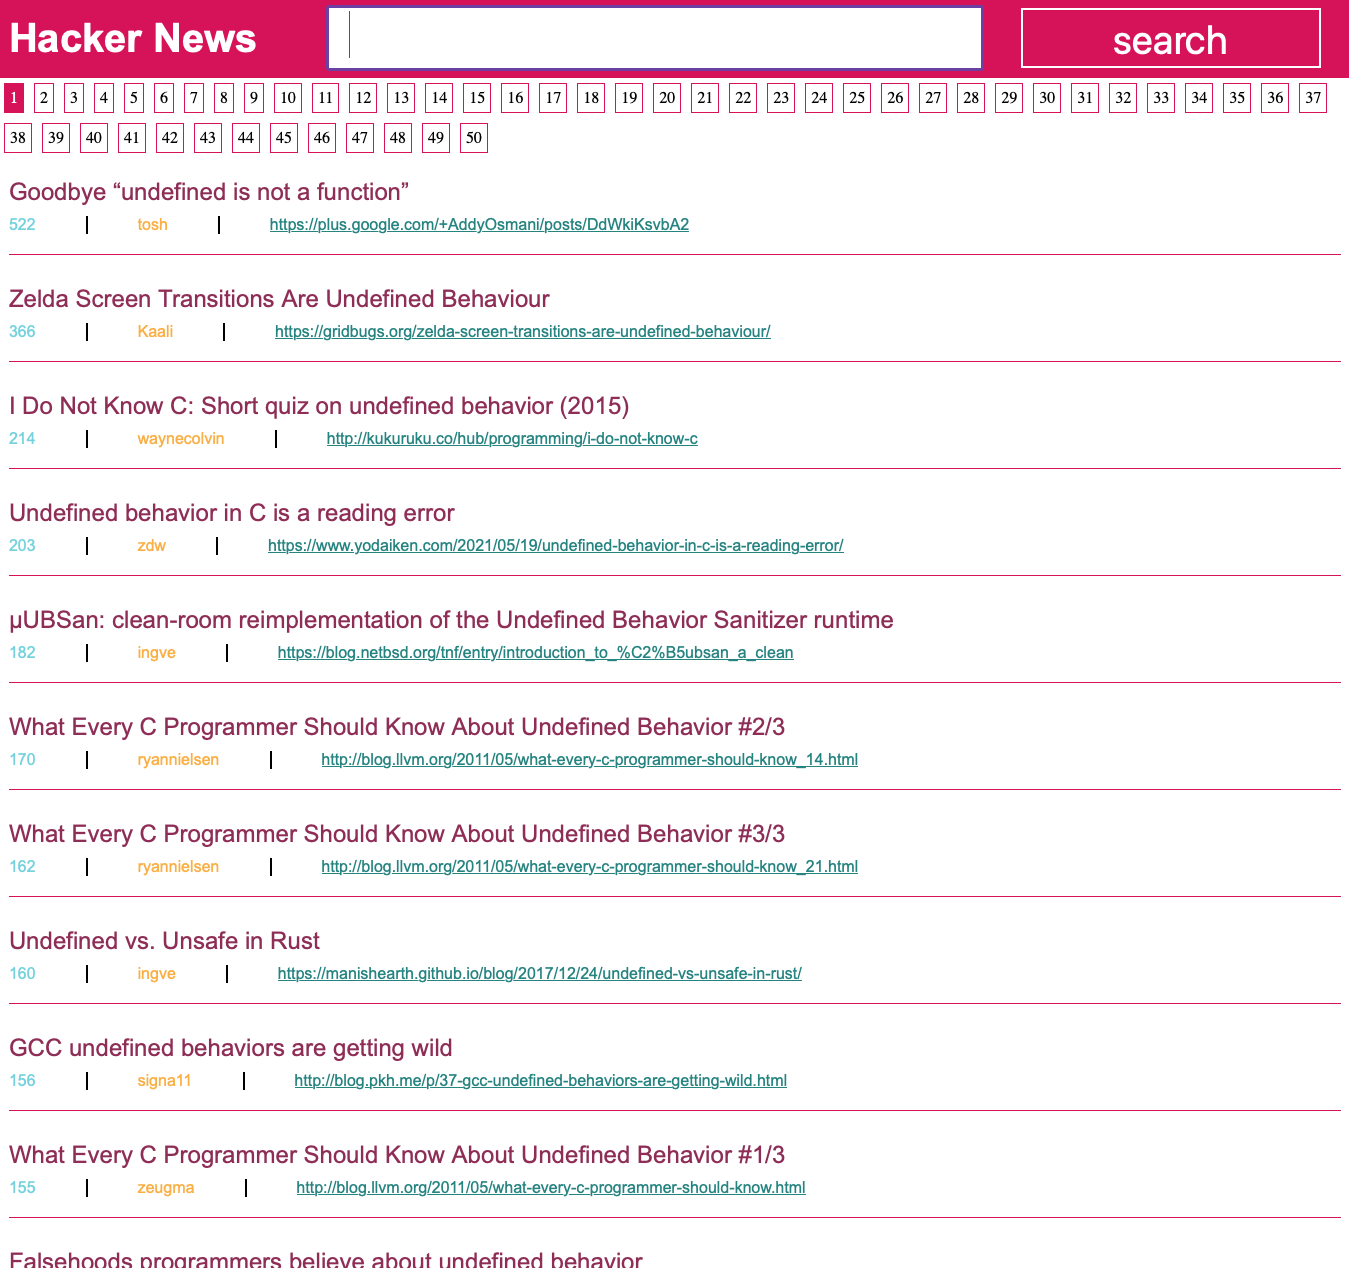 Hacker News search
1 2 3 4 5 6 7 8 9 10 11 12 13 14 15 16 17 18 19 20 21 22 23 24 25 26 27 28 29 30 31 32 33 34 35 36 37
38 39 40 41 42 43 44 45 46 47 48 49 50
Goodbye “undefined is not a function”
522 | tosh | https://plus.google.com/+AddyOsmani/posts/DdWkiKsvbA2
Zelda Screen Transitions Are Undefined Behaviour
366 | Kaali | https://gridbugs.org/zelda-screen-transitions-are-undefined-behaviour/
I Do Not Know C: Short quiz on undefined behavior (2015)
214 | waynecolvin | http://kukuruku.co/hub/programming/i-do-not-know-c
Undefined behavior in C is a reading error
203 | zdw | https://www.yodaiken.com/2021/05/19/undefined-behavior-in-c-is-a-reading-error/
µUBSan: clean-room reimplementation of the Undefined Behavior Sanitizer runtime
182 | ingve | https://blog.netbsd.org/tnf/entry/introduction_to_%C2%B5ubsan_a_clean
What Every C Programmer Should Know About Undefined Behavior #2/3
170 | ryannielsen | http://blog.llvm.org/2011/05/what-every-c-programmer-should-know_14.html
What Every C Programmer Should Know About Undefined Behavior #3/3
162 | ryannielsen | http://blog.llvm.org/2011/05/what-every-c-programmer-should-know_21.html
Undefined vs. Unsafe in Rust
160 | ingve | https://manishearth.github.io/blog/2017/12/24/undefined-vs-unsafe-in-rust/
GCC undefined behaviors are getting wild
156 | signa11 | http://blog.pkh.me/p/37-gcc-undefined-behaviors-are-getting-wild.html
What Every C Programmer Should Know About Undefined Behavior #1/3
155 | zeugma | http://blog.llvm.org/2011/05/what-every-c-programmer-should-know.html
Falsehoods programmers believe about undefined behavior